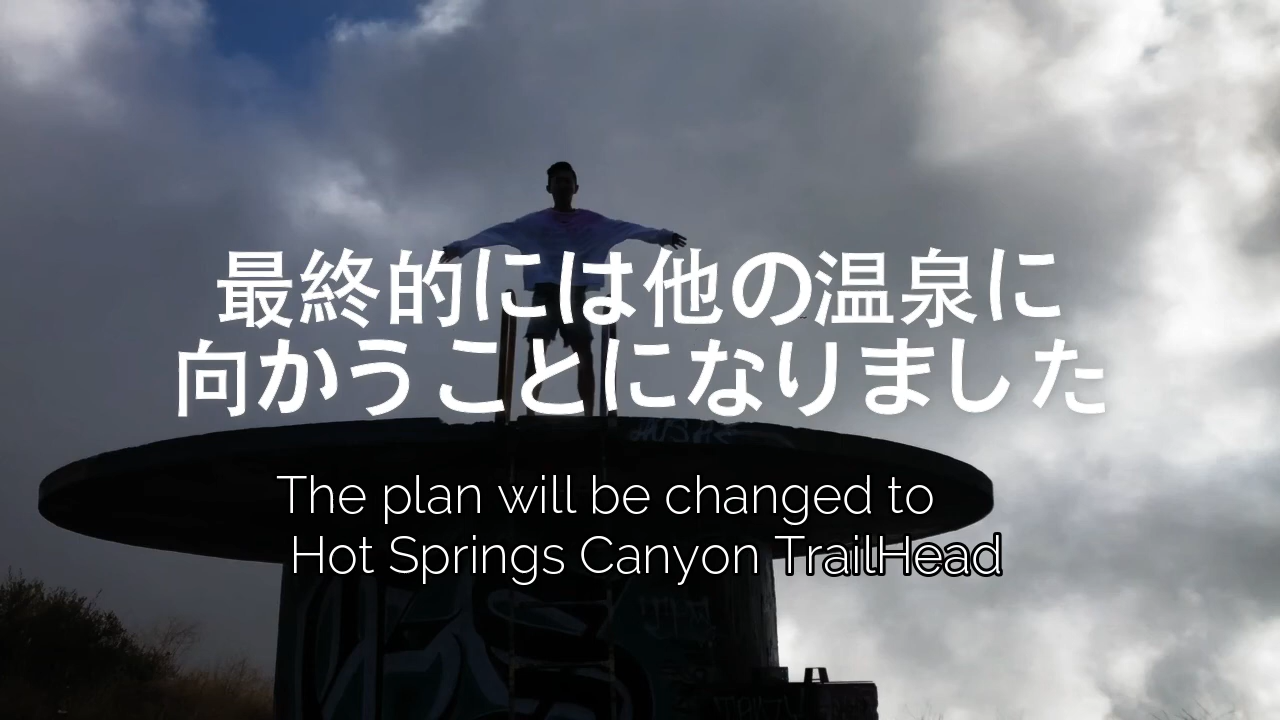 最終的には他の温泉に
向かうことになりました
The plan will be changed to
Hot Springs Canyon TrailHead